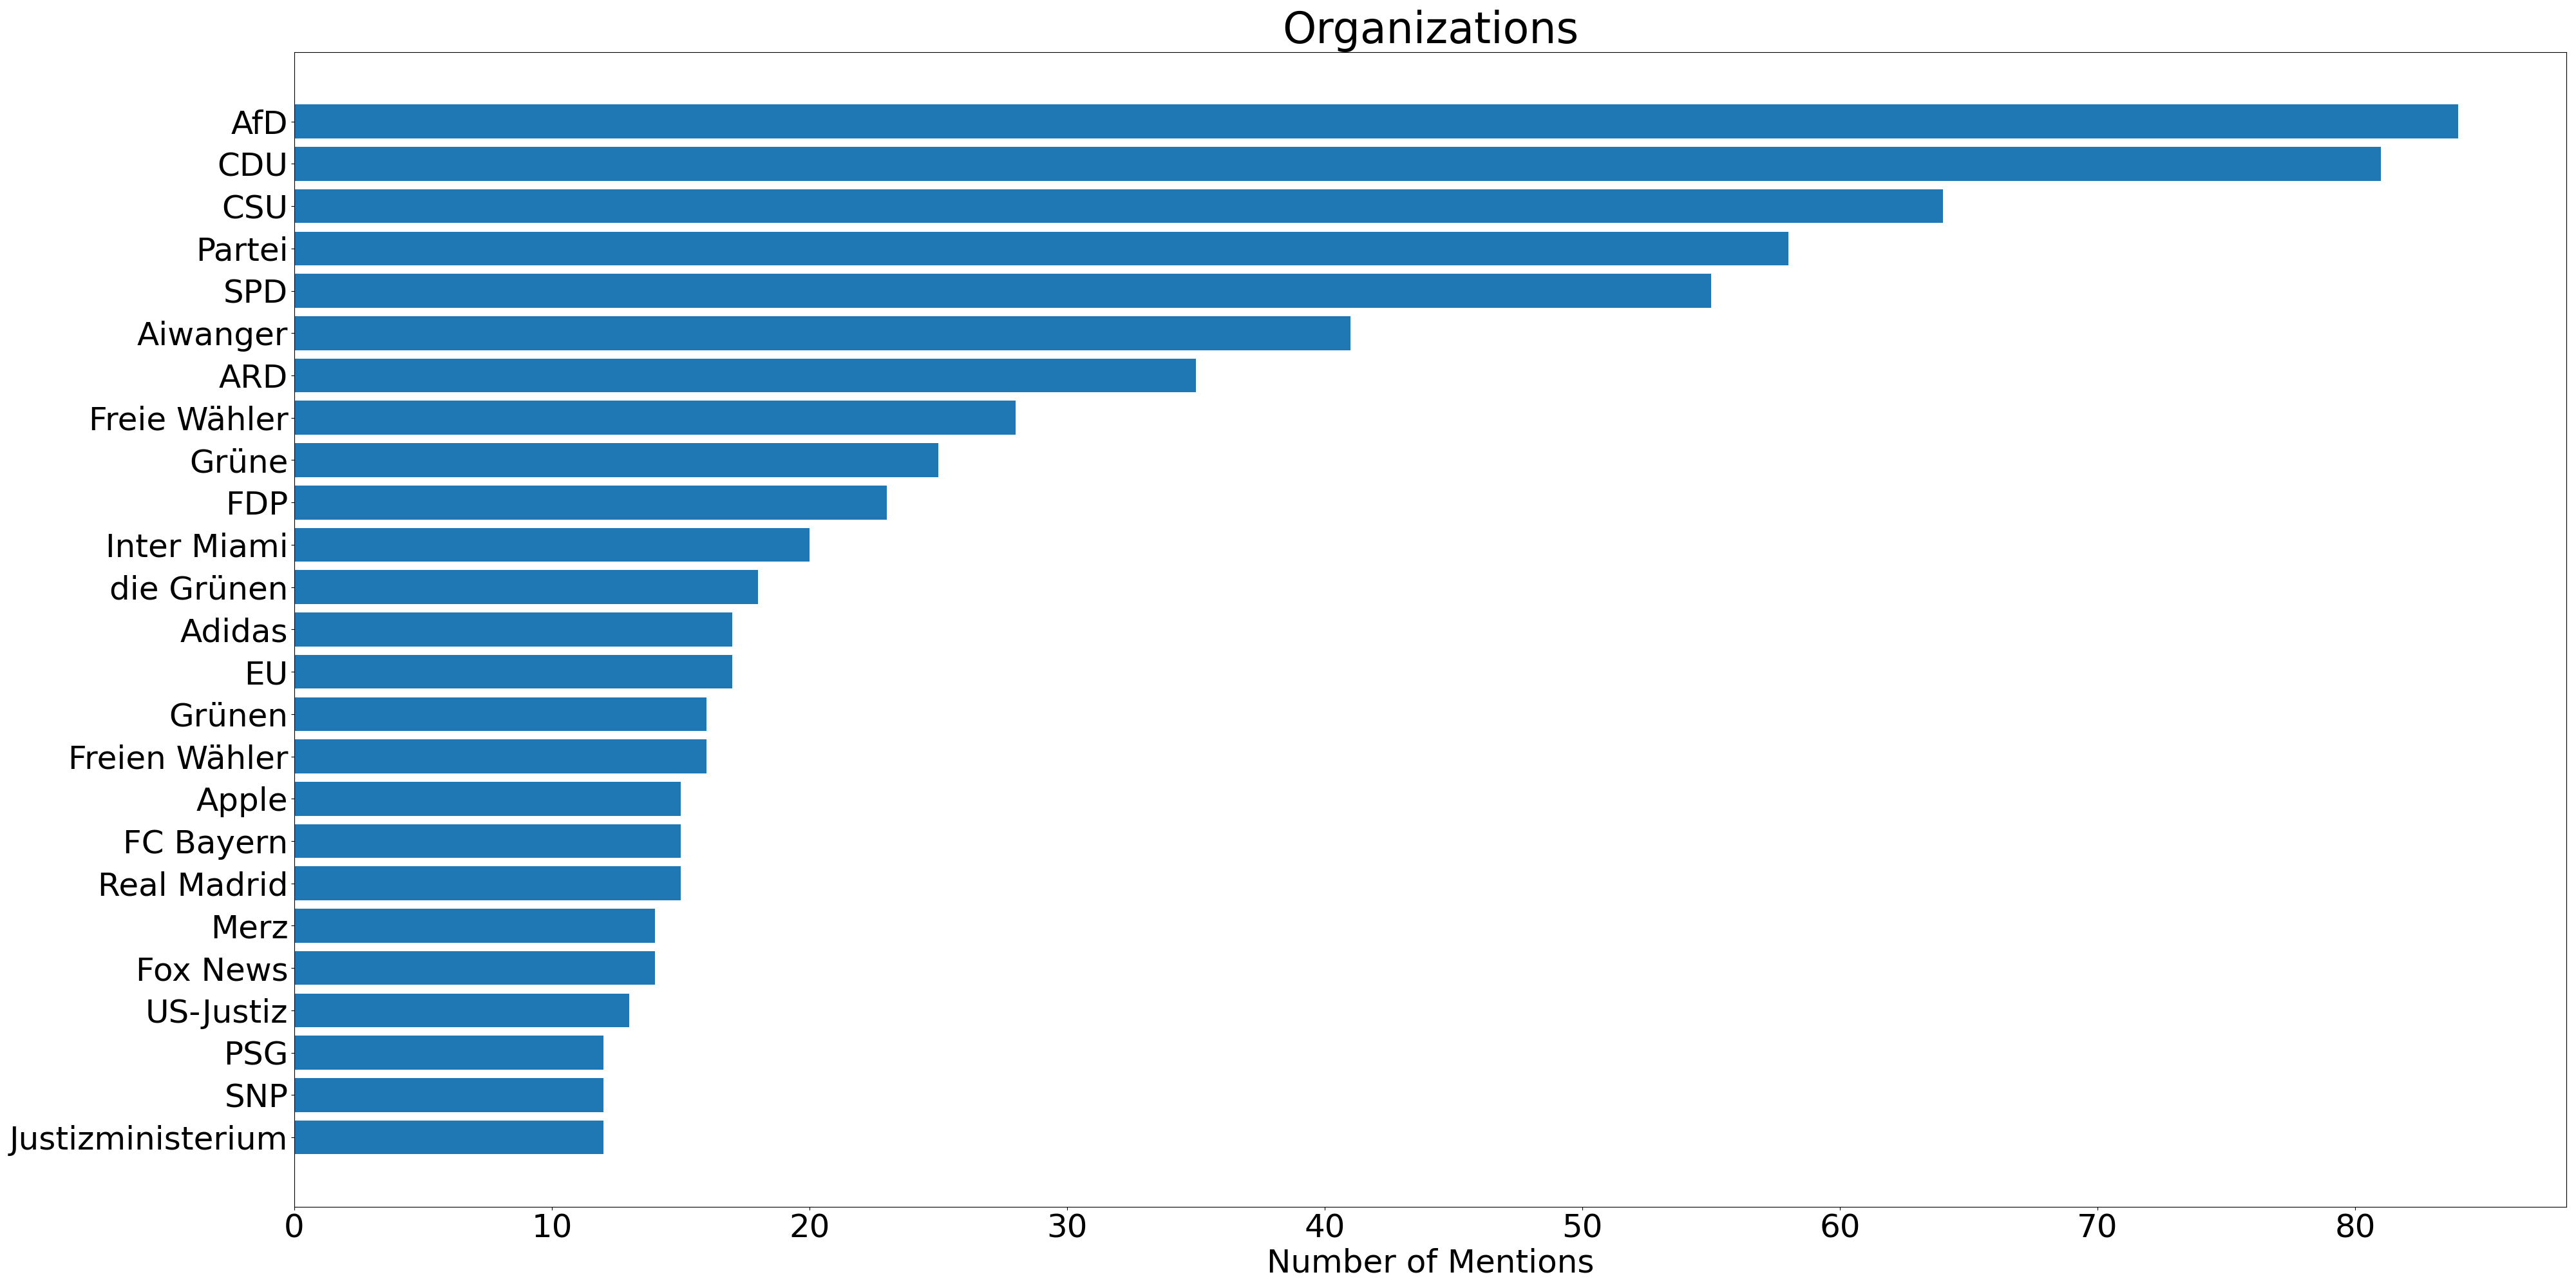 Organizations
AfD
CDU
CSU
Partei
SPD
Aiwanger
ARD
Freie Wähler
Grüne
FDP
Inter Miami
die Grünen
Adidas
EU
Grünen
Freien Wähler
Apple
FC Bayern
Real Madrid
Merz
Fox News
US-Justiz
PSG
SNP
Justizministerium
0 10 20 30 40 50 60 70 80
Number of Mentions